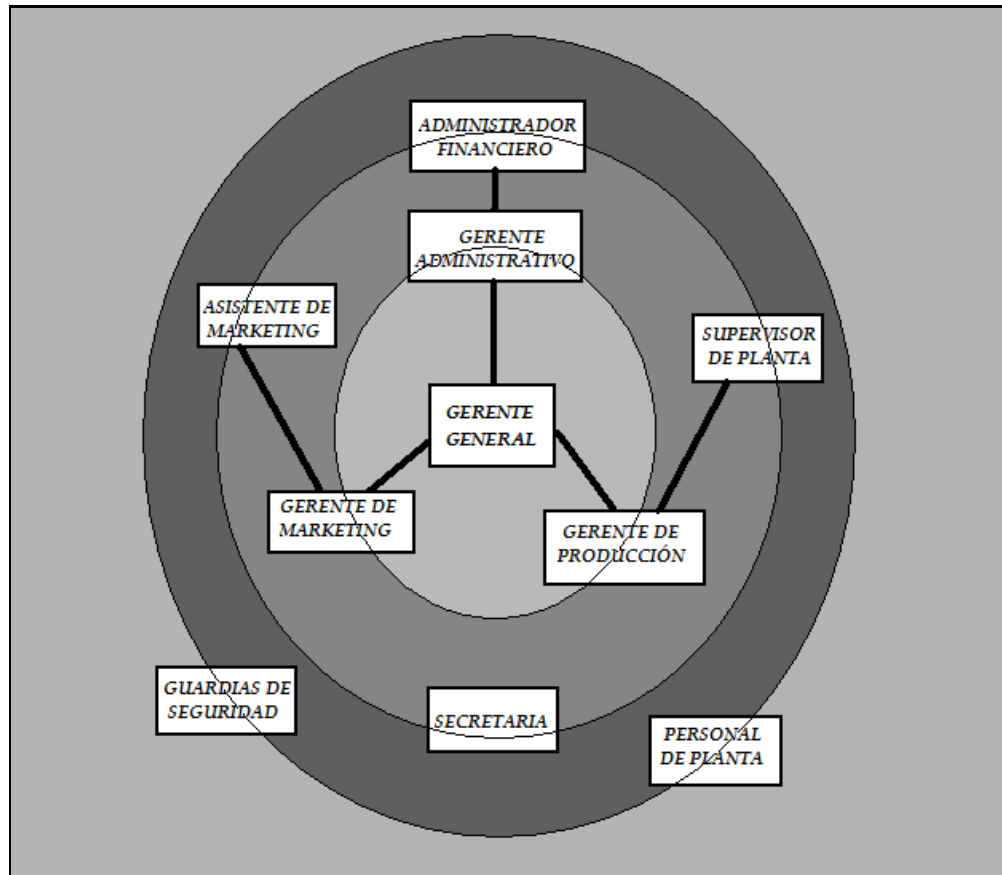 ADMINISTRADOR
FINANCIERO
GERENTE
ADMINISTRATIVO
ASISTENTE DE
MARKETING
SUPERVISOR
DE PLANTA
GERENTE
GENERAL
GERENTE DE
MARKETING
GERENTE DE
PRODUCCIÓN
GUARDIAS DE
SEGURIDAD
SECRETARIA
PERSONAL
DE PLANTA